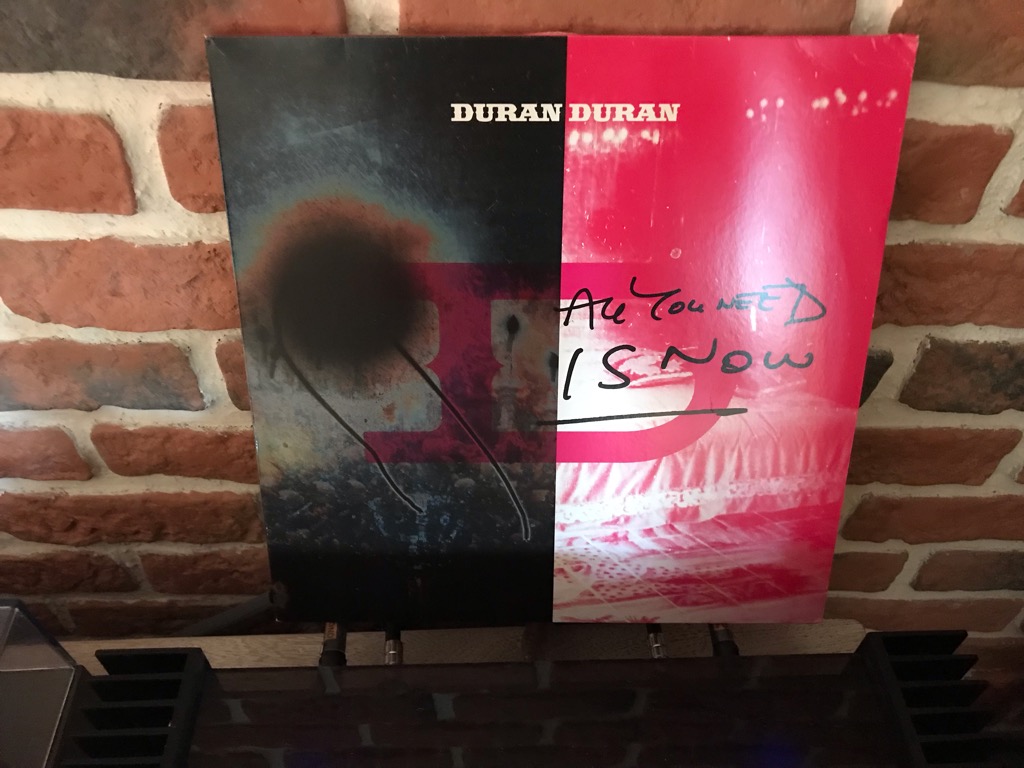 DURAN DURAN
All You NEED
IS NOW